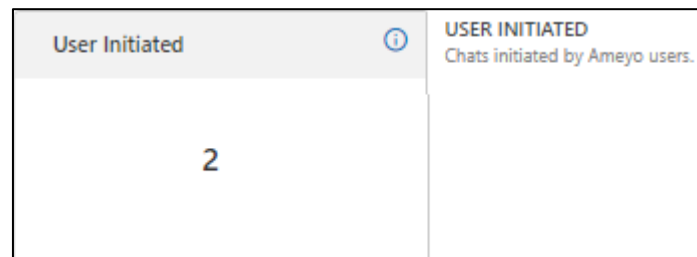 User Initiated
USER INITIATED
Chats initiated by Ameyo users.
2